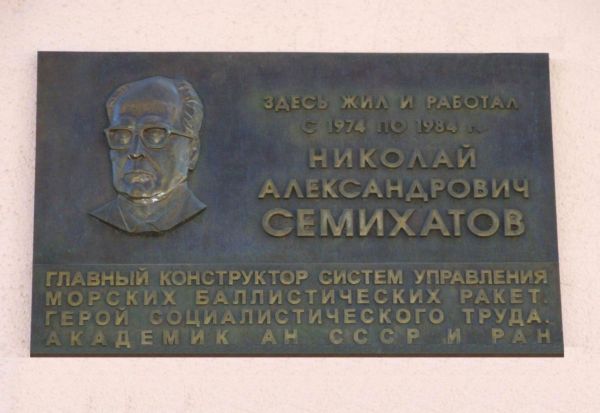 ЗДЕСЬ ЖИЛ И РАБОТАЛ
С 1974 ПО 1984 г.
НИКОЛАЙ
АЛЕКСАНДРОВИЧ
СЕМИХАТОВ
ГЛАВНЫЙ КОНСТРУКТОР СИСТЕМ УПРАВЛЕНИЯ
МОРСКИХ БАЛЛИСТИЧЕСКИХ РАКЕТ.
ГЕРОЙ СОЦИАЛИСТИЧЕСКОГО ТРУДА.
АКАДЕМИК АН СССР И РАН